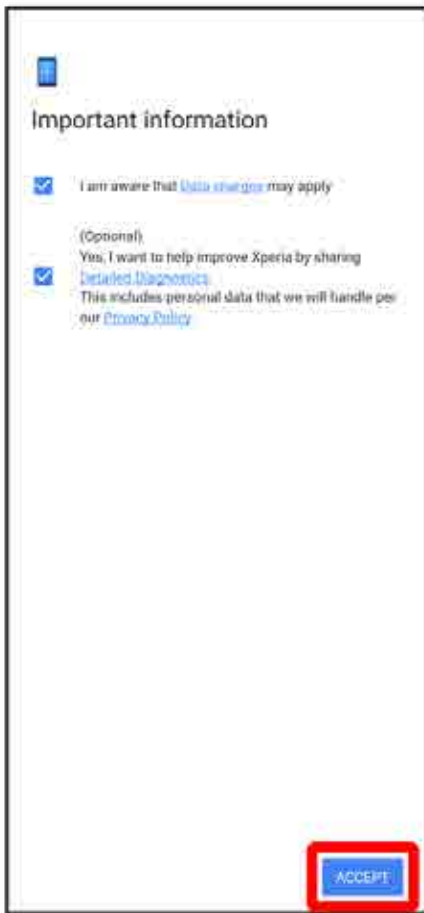 Important information
I am aware that Data charges may apply
(Optional)
Yes, I want to help improve Xperia by sharing
Detailed Diagnostics.
This includes personal data that we will handle per
our Privacy Policy
ACCEPT